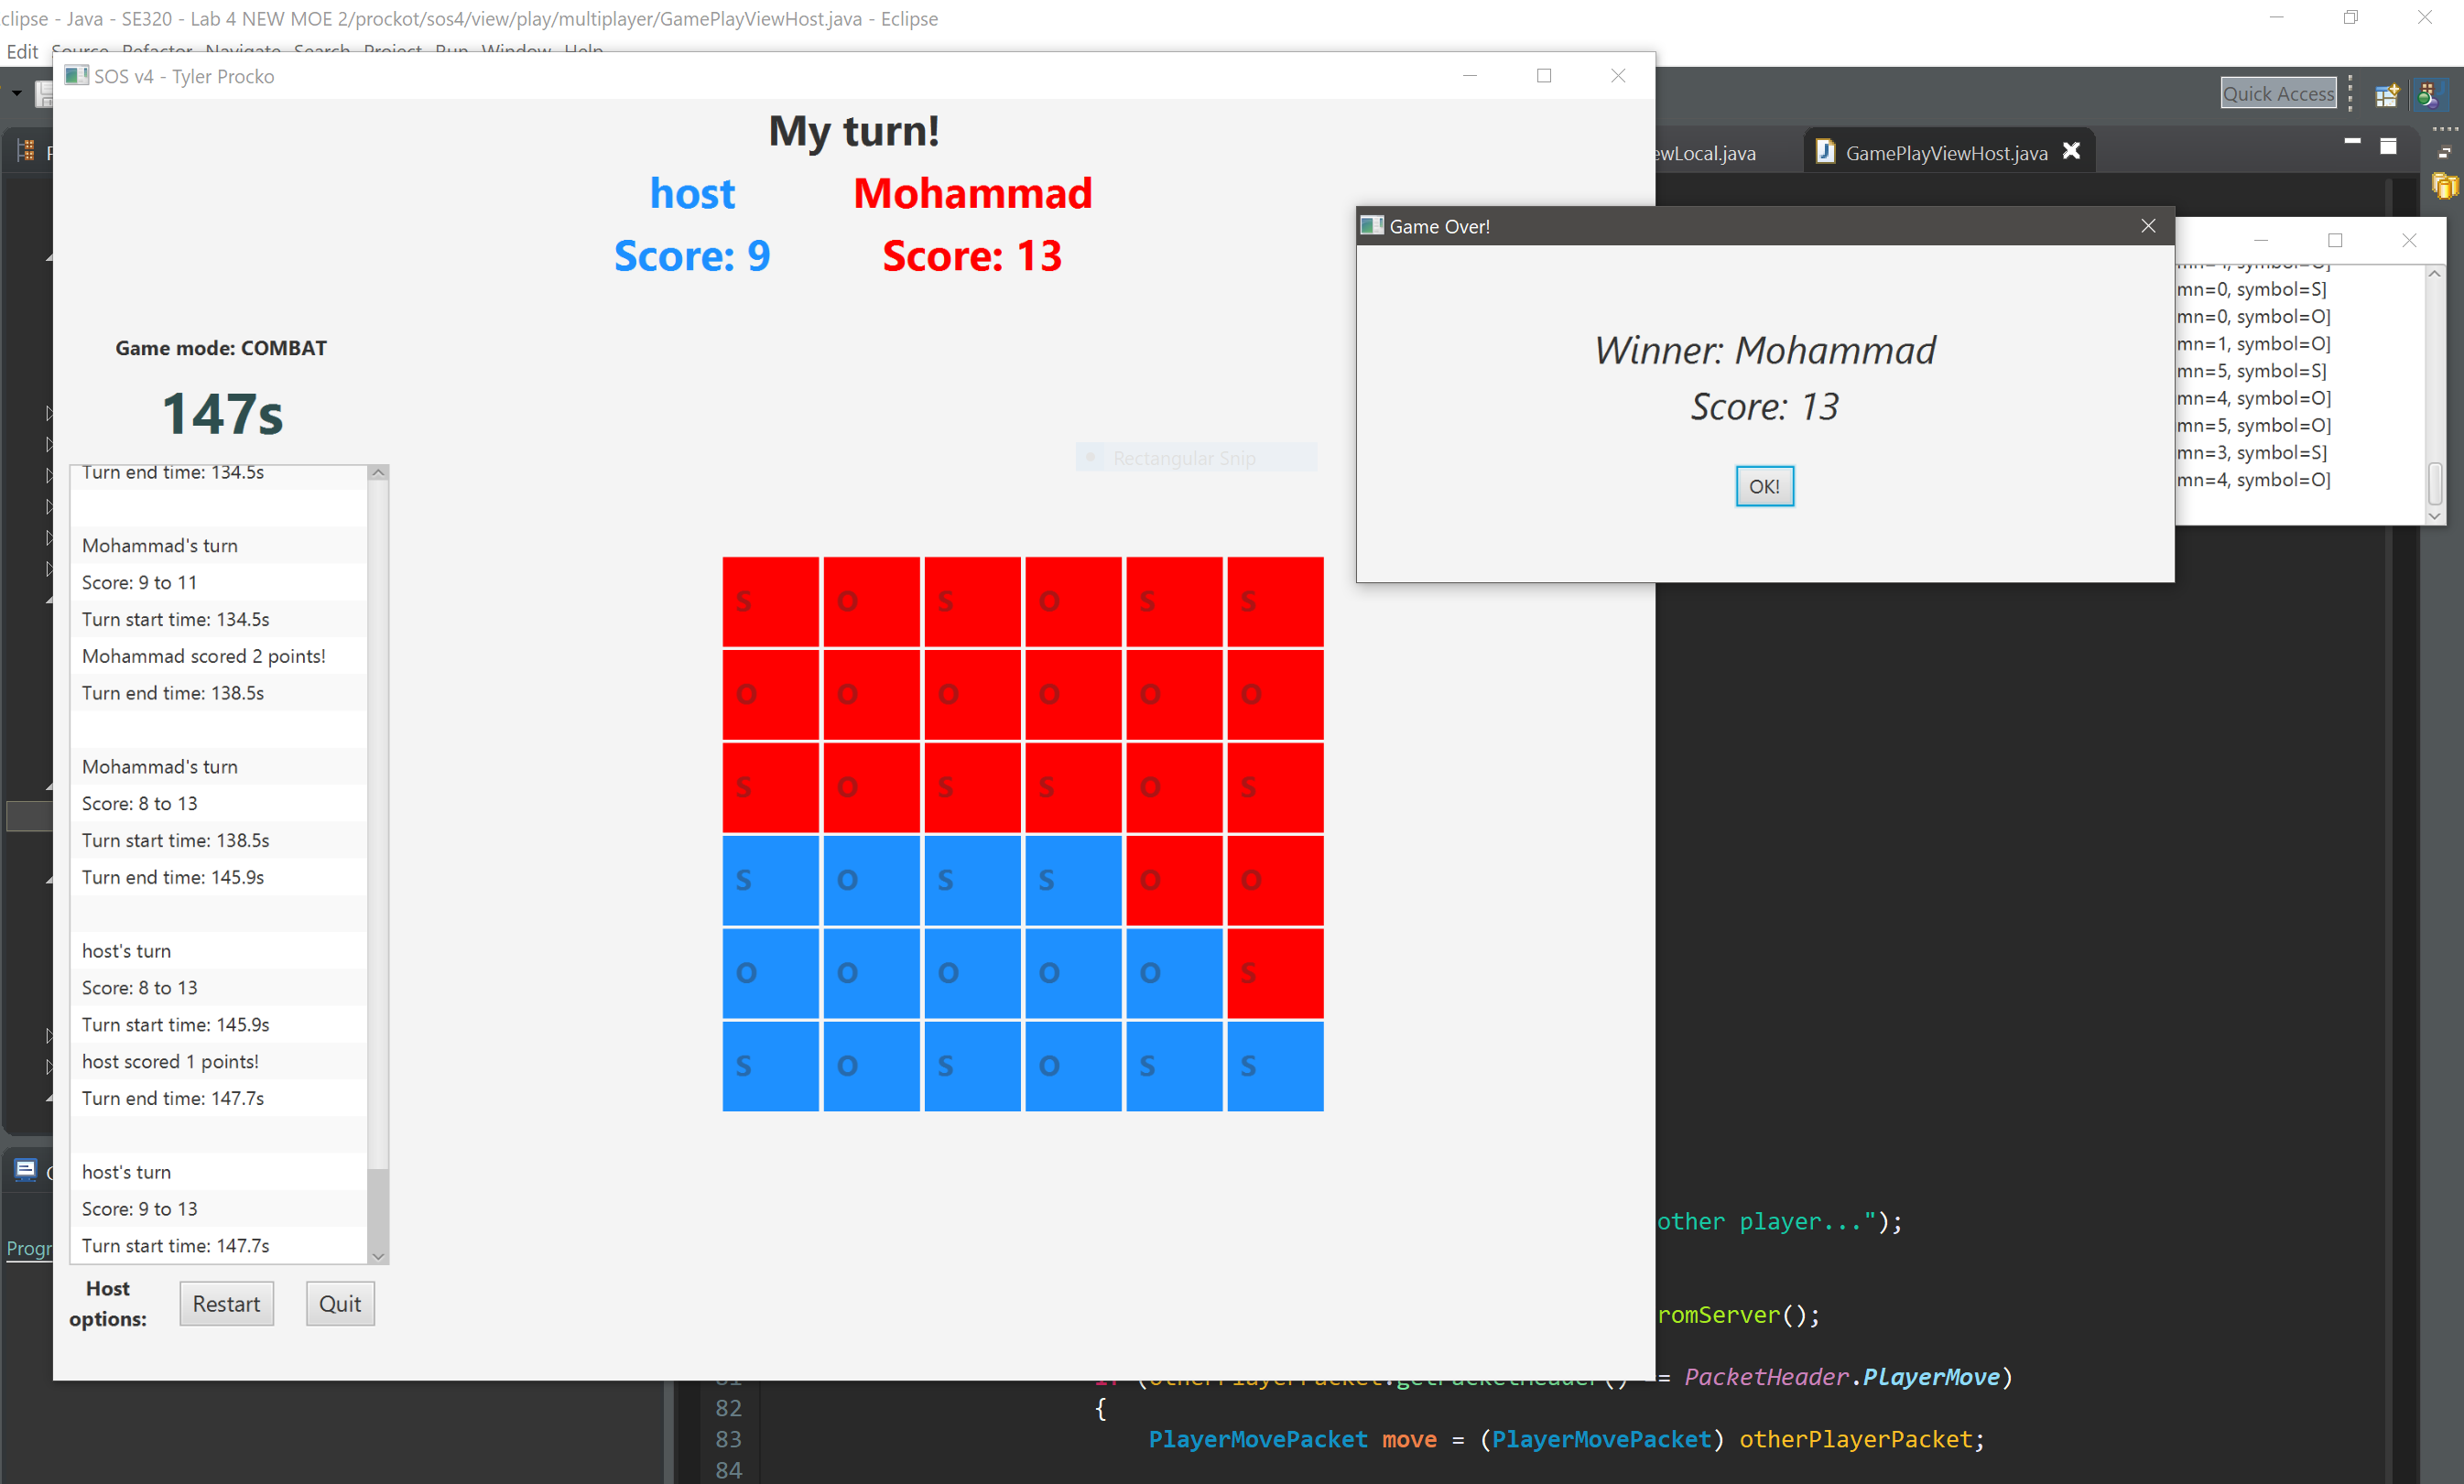 clipse - Java - SE320 - Lab 4 NEW MOE 2/prockot/sos4/view/play/multiplayer/GamePlayViewHost.java - Eclipse
Edit Source Refactor Navigate Search Project Run Window Help
SOS v4 - Tyler Procko
Quick Access
ewLocal.java
GamePlayViewHost.java
My turn!
host Mohammad
Score: 9 Score: 13
Game mode: COMBAT
147s
Turn end time: 134.5s
Mohammad's turn
Score: 9 to 11
Turn start time: 134.5s
Mohammad scored 2 points!
Turn end time: 138.5s
Mohammad's turn
Score: 8 to 13
Turn start time: 138.5s
Turn end time: 145.9s
host's turn
Score: 8 to 13
Turn start time: 145.9s
host scored 1 points!
Turn end time: 147.7s
host's turn
Score: 9 to 13
Turn start time: 147.7s
Host
options:
Restart
Quit
Rectangular Snip
S O S O S S
O O O O O O
S O S S O S
S O S S O O
O O O O O S
S O S O S S
Game Over!
Winner: Mohammad
Score: 13
OK!
mn=0, symbol=S]
mn=0, symbol=O]
mn=1, symbol=O]
mn=5, symbol=S]
mn=4, symbol=O]
mn=5, symbol=O]
mn=3, symbol=S]
mn=4, symbol=O]
Progr
other player...");
romServer();
== PacketHeader.PlayerMove)
82 {
83 PlayerMovePacket move = (PlayerMovePacket) otherPlayerPacket;
84